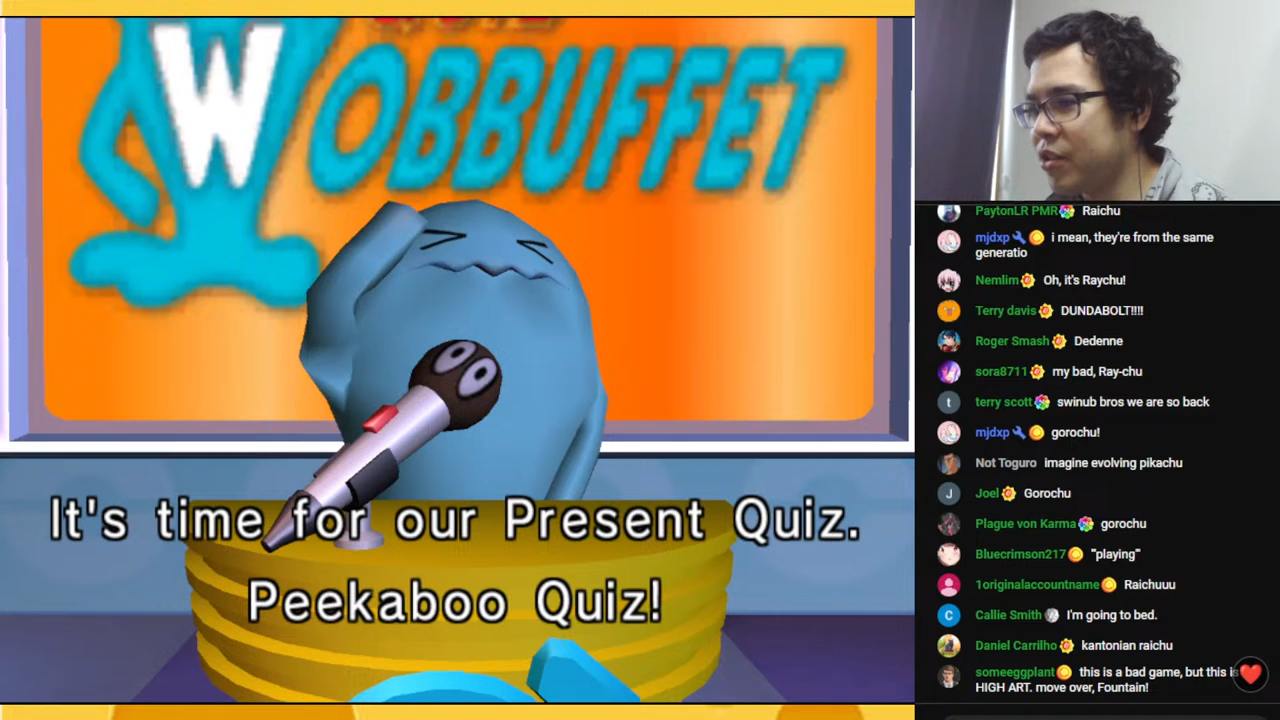 WOBBUFFET
It's time for our Present Quiz.
Peekaboo Quiz!
PaytonLR PMR Raichu
mjdxp i mean, they're from the same
generatio
Nemlim Oh, it's Raychu!
Terry davis DUNDABOLT!!!!
Roger Smash Dedenne
sora8711 my bad, Ray-chu
terry scott swinub bros we are so back
mjdxp gorochu!
Not Toguro imagine evolving pikachu
Joel Gorochu
Plague von Karma gorochu
Bluecrimson217 "playing"
1originalaccountname Raichuuu
Callie Smith I'm going to bed.
Daniel Carrilho kantonian raichu
someeggplant this is a bad game, but this is
HIGH ART. move over, Fountain!